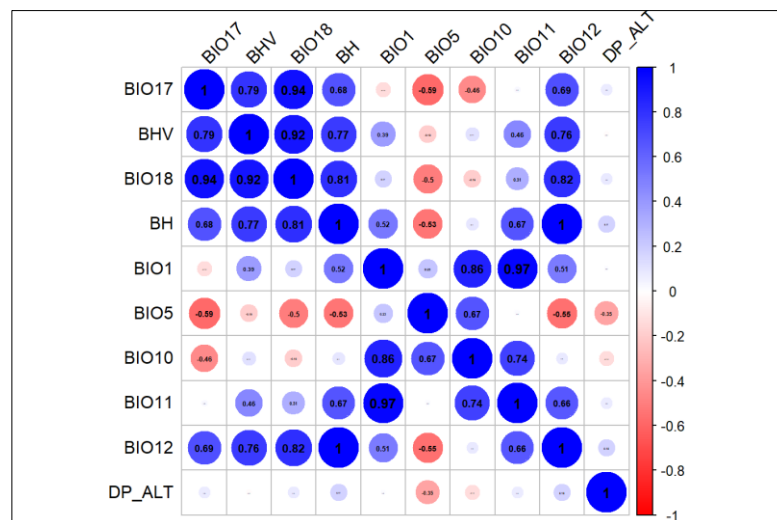 BIO17 BHV BIO18 BH BIO1 BIO5 BIO10 BIO11 BIO12 DP_ALT
BIO17 1 0.79 0.94 0.68 -0.59 -0.46 0.69
BHV 0.79 1 0.92 0.77 0.39 0.46 0.76
BIO18 0.94 0.92 1 0.81 -0.5 0.31 0.82
BH 0.68 0.77 0.81 1 0.52 -0.53 0.67 1
BIO1 0.39 0.52 1 0.86 0.97 0.51
BIO5 -0.59 -0.5 -0.53 1 0.67 -0.55 -0.35
BIO10 -0.46 0.86 0.67 1 0.74
BIO11 0.46 0.31 0.67 0.97 0.74 1 0.66
BIO12 0.69 0.76 0.82 1 0.51 -0.55 0.66 1
DP_ALT -0.35 1
1
0.8
0.6
0.4
0.2
0
-0.2
-0.4
-0.6
-0.8
-1